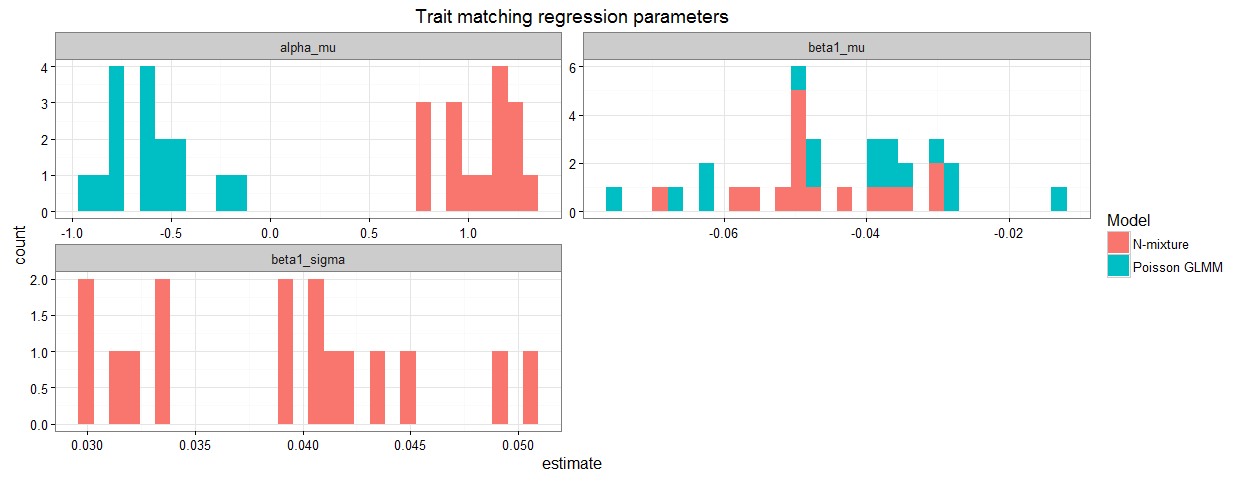 Trait matching regression parameters
alpha_mu
beta1_mu
4
3
2
1
0
-1.0 -0.5 0.0 0.5 1.0
6
4
2
0
-0.06 -0.04 -0.02
count
beta1_sigma
2.0
1.5
1.0
0.5
0.0
0.030 0.035 0.040 0.045 0.050
estimate
Model
N-mixture
Poisson GLMM